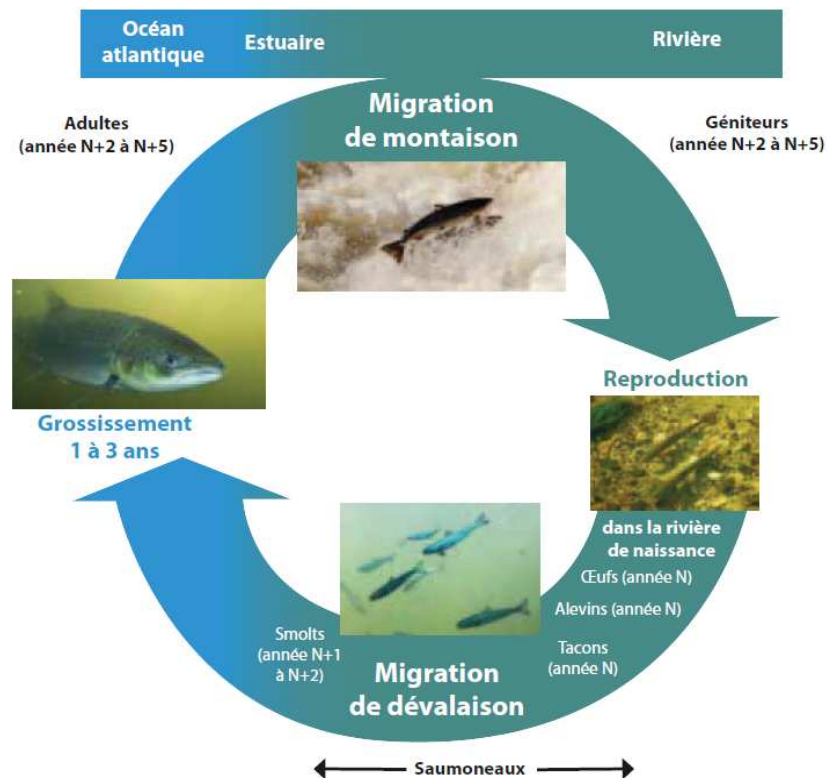 Océan
atlantique
Estuaire
Rivière
Adultes
(année N+2 à N+5)
Migration
de montaison
Géniteurs
(année N+2 à N+5)
Grossissement
1 à 3 ans
Reproduction
dans la rivière
de naissance
Œufs (année N)
Alevins (année N)
Tacons
(année N)
Smolts
(année N+1
à N+2)
Migration
de dévalaison
Saumoneaux